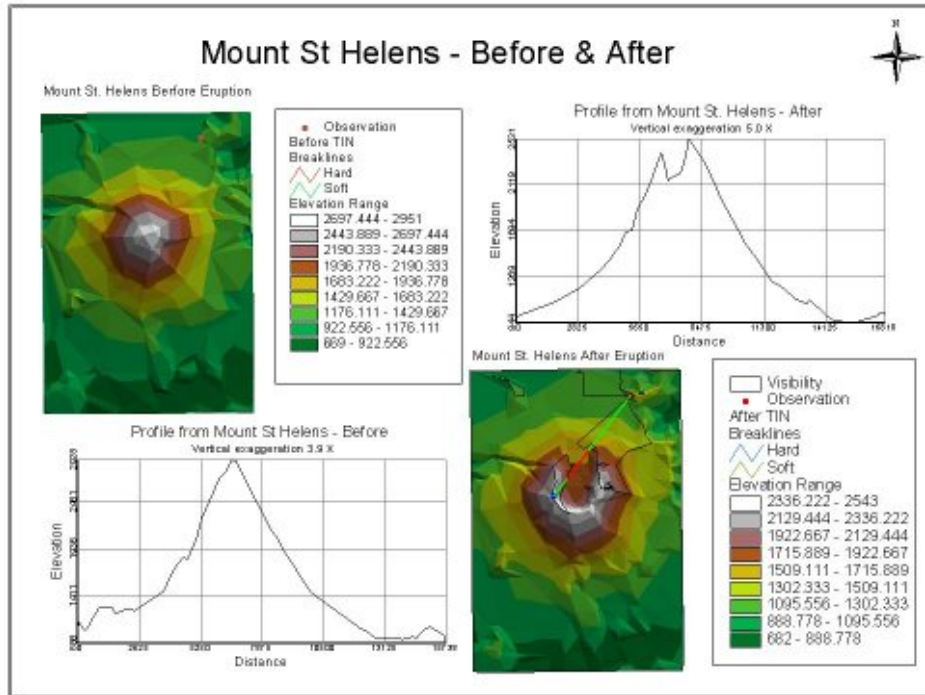 N
Mount St Helens - Before & After
Mount St. Helens Berfore Eruption
Observation
Before TIN
Breaklines
Hard
Soft
Elevation Range
2697.444 - 2951
2443.889 - 2697.444
2190.333 - 2443.889
1936.778 - 2190.333
1683.222 - 1936.778
1429.667 - 1683.222
1176.111 - 1429.667
922.556 - 1176.111
669 - 922.556
Profile from Mount St. Helens - After
Vertical exaggeration 5.0 X
Elevation
Distance
Profile from Mount St Helens - Before
Vertical exaggeration 3.9 X
Elevation
Distance
Mount St. Helens After Eruption
Visibility
Observation
After TIN
Breaklines
Hard
Soft
Elevation Range
2336.222 - 2543
2129.444 - 2336.222
1922.667 - 2129.444
1715.889 - 1922.667
1509.111 - 1715.889
1302.333 - 1509.111
1095.556 - 1302.333
888.778 - 1095.556
682 - 888.778